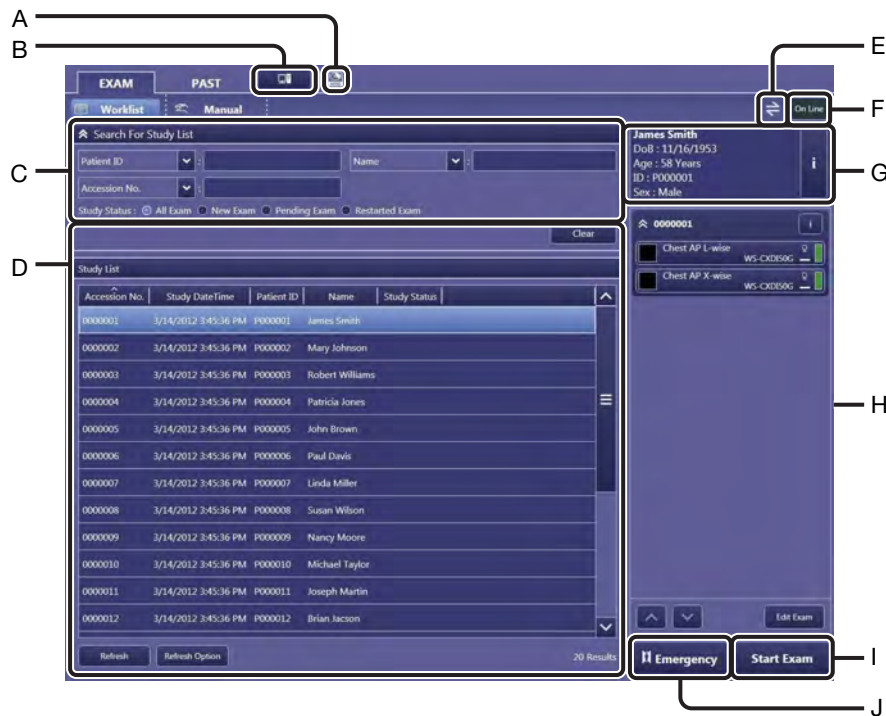 A
B
EXAM PAST
E
Worklist Manual
On Line
F
Search For Study List
Patient ID : Name :
Accession No. :
Study Status : All Exam New Exam Pending Exam Restarted Exam
C
James Smith
DoB : 11/16/1953
Age : 58 Years
ID : P000001
Sex : Male
i
G
Clear
D
Study List
Accession No. Study DateTime Patient ID Name Study Status
0000001 3/14/2012 3:45:36 PM P000001 James Smith
0000002 3/14/2012 3:45:36 PM P000002 Mary Johnson
0000003 3/14/2012 3:45:36 PM P000003 Robert Williams
0000004 3/14/2012 3:45:36 PM P000004 Patricia Jones
0000005 3/14/2012 3:45:36 PM P000005 John Brown
0000006 3/14/2012 3:45:36 PM P000006 Paul Davis
0000007 3/14/2012 3:45:36 PM P000007 Linda Miller
0000008 3/14/2012 3:45:36 PM P000008 Susan Wilson
0000009 3/14/2012 3:45:36 PM P000009 Nancy Moore
0000010 3/14/2012 3:45:36 PM P000010 Michael Taylor
0000011 3/14/2012 3:45:36 PM P000011 Joseph Martin
0000012 3/14/2012 3:45:36 PM P000012 Brian Jacson
Refresh Refresh Option 20 Results
0000001 i
Chest AP L-wise
WS-CXDI50G
Chest AP X-wise
WS-CXDI50G
H
Edit Exam
Emergency Start Exam
I
J